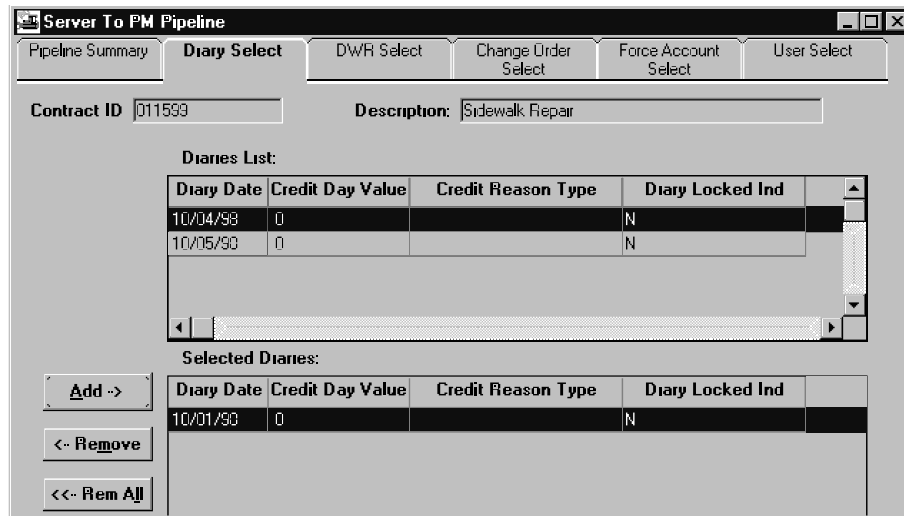 Server To PM Pipeline
Pipeline Summary
Diary Select
DWR Select
Change Order
Select
Force Account
Select
User Select
Contract ID 011599
Description: Sidewalk Repair
Diaries List:
Diary Date Credit Day Value Credit Reason Type Diary Locked Ind
10/04/98 0 N
10/05/98 0 N
Selected Diaries:
Add ->
Diary Date Credit Day Value Credit Reason Type Diary Locked Ind
10/01/98 0 N
<- Remove
<<- Rem All